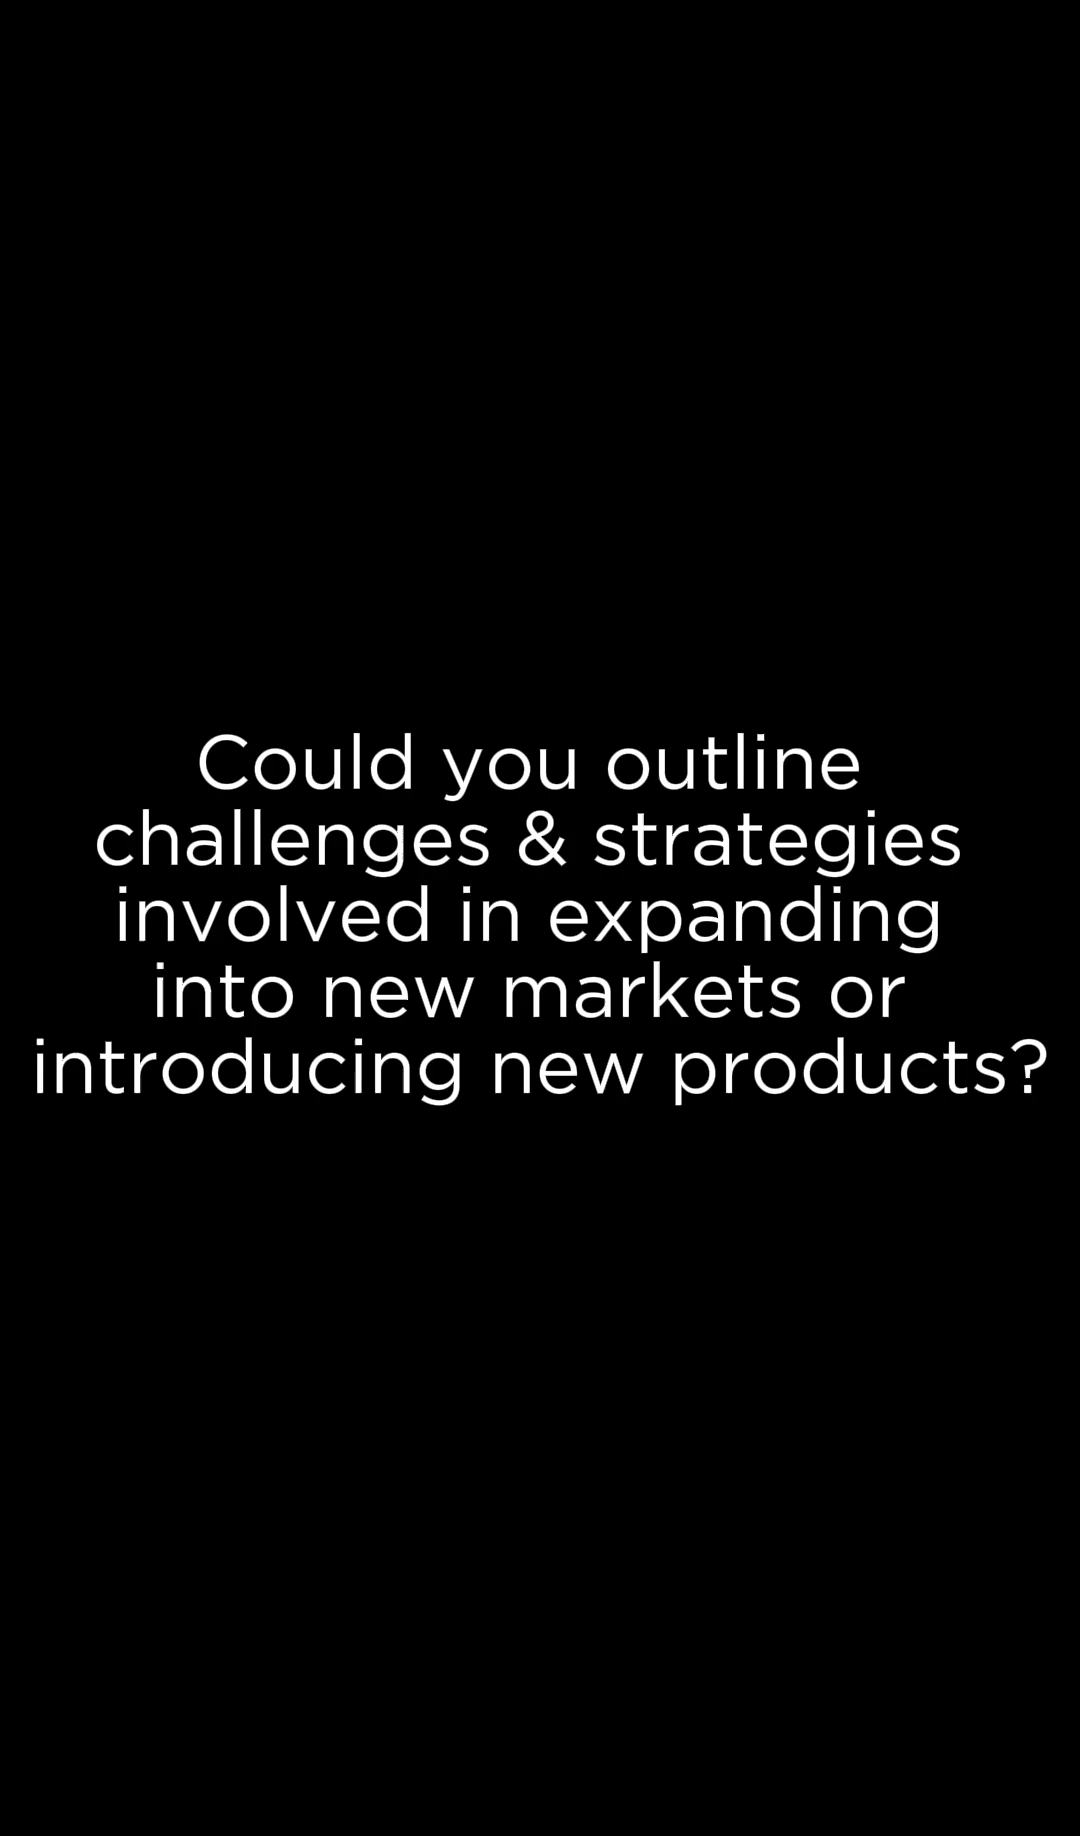 Could you outline
challenges & strategies
involved in expanding
into new markets or
introducing new products?